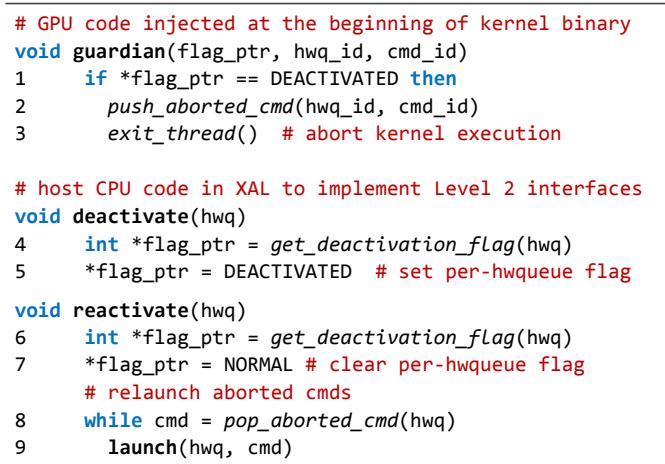 # GPU code injected at the beginning of kernel binary
void guardian(flag_ptr, hwq_id, cmd_id)
1 if *flag_ptr == DEACTIVATED then
2 push_aborted_cmd(hwq_id, cmd_id)
3 exit_thread() # abort kernel execution
# host CPU code in XAL to implement Level 2 interfaces
void deactivate(hwq)
4 int *flag_ptr = get_deactivation_flag(hwq)
5 *flag_ptr = DEACTIVATED # set per-hwqueue flag
void reactivate(hwq)
6 int *flag_ptr = get_deactivation_flag(hwq)
7 *flag_ptr = NORMAL # clear per-hwqueue flag
# relaunch aborted cmds
8 while cmd = pop_aborted_cmd(hwq)
9 launch(hwq, cmd)